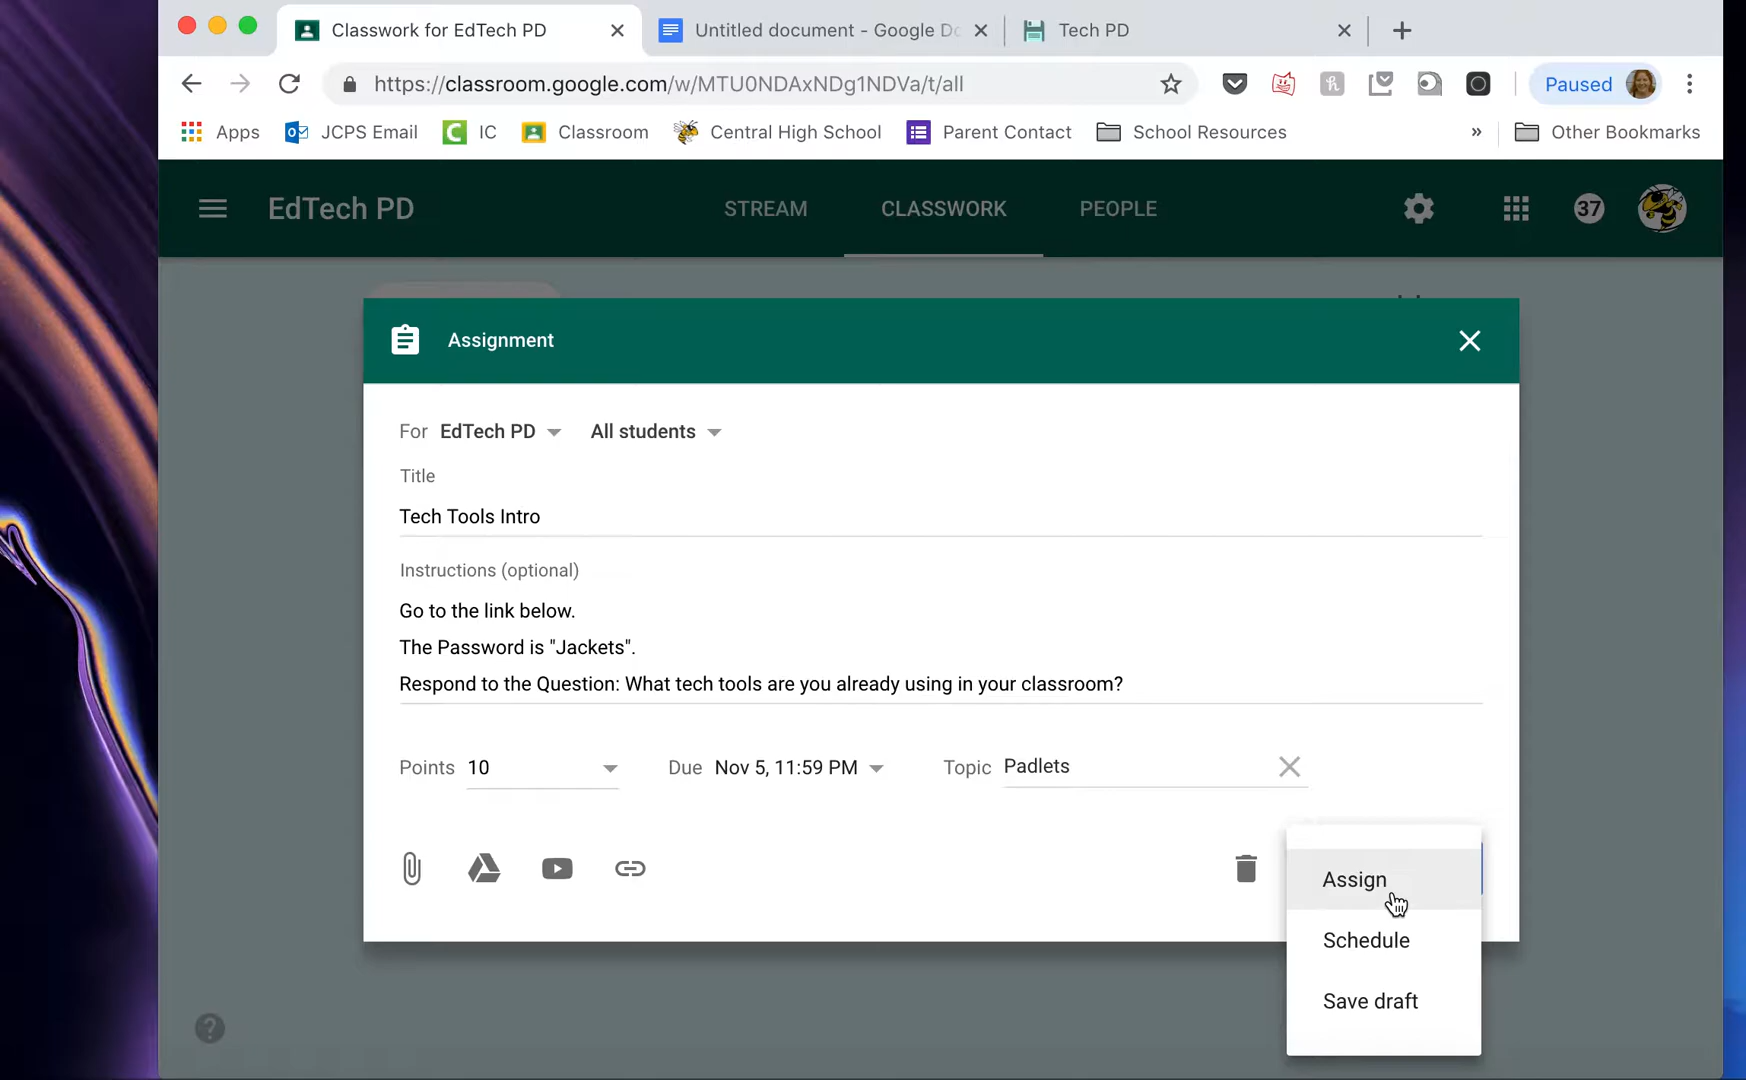 Classwork for EdTech PD
Untitled document - Google Do
Tech PD
https://classroom.google.com/w/MTU0NDAxNDg1NDVa/t/all
Paused
Apps
JCPS Email
IC
Classroom
Central High School
Parent Contact
School Resources
»
Other Bookmarks
EdTech PD
STREAM
CLASSWORK
PEOPLE
37
Assignment
For EdTech PD
All students
Title
Tech Tools Intro
Instructions (optional)
Go to the link below.
The Password is "Jackets".
Respond to the Question: What tech tools are you already using in your classroom?
Points 10
Due Nov 5, 11:59 PM
Topic Padlets
Assign
Schedule
Save draft